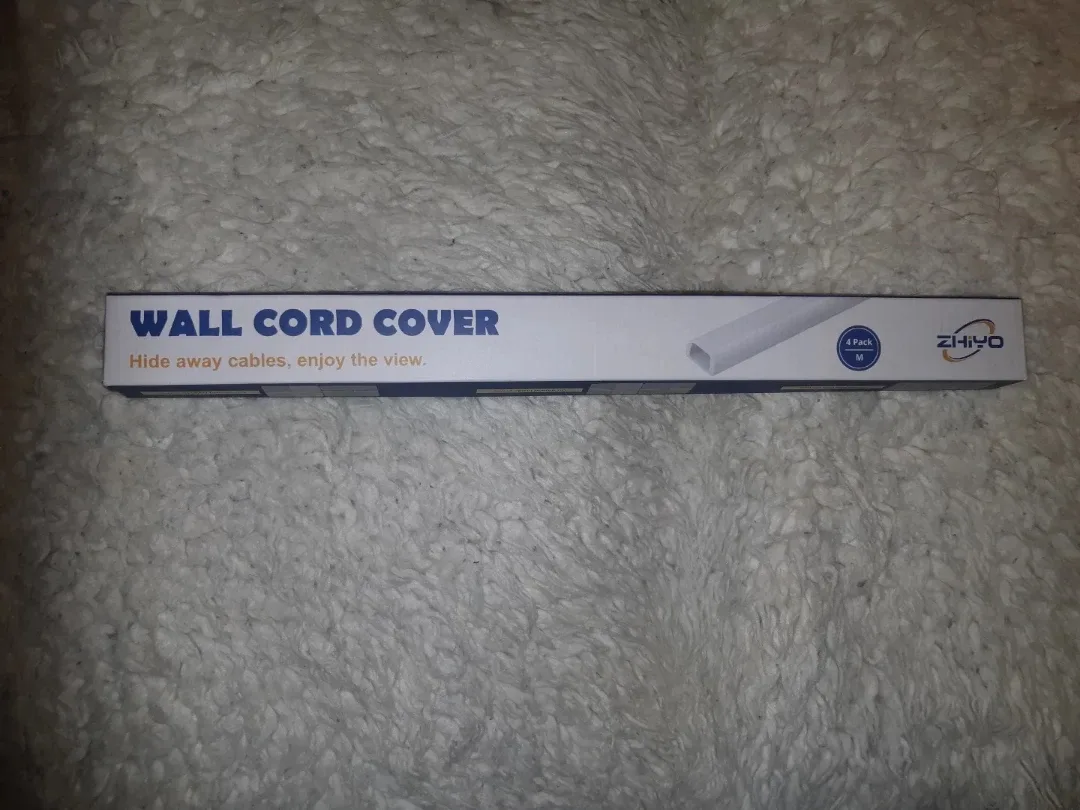 WALL CORD COVER
Hide away cables, enjoy the view.
4 Pack
M
ZHiYO